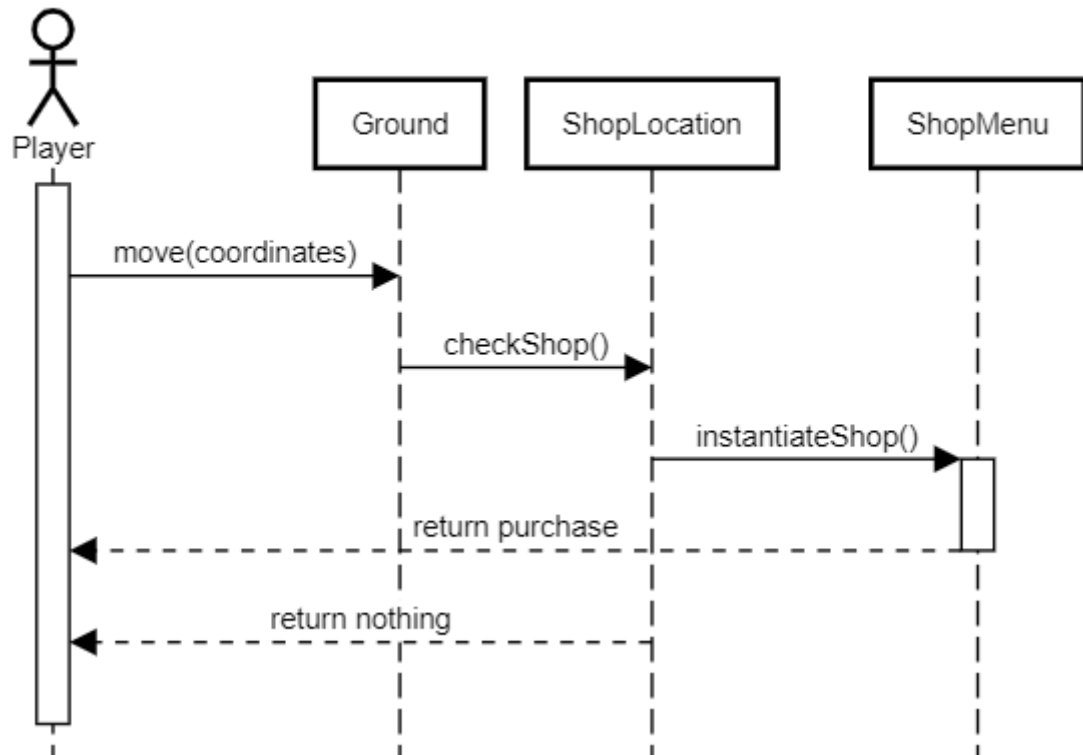 Player
Ground
ShopLocation
ShopMenu
move(coordinates)
checkShop()
instantiateShop()
return purchase
return nothing